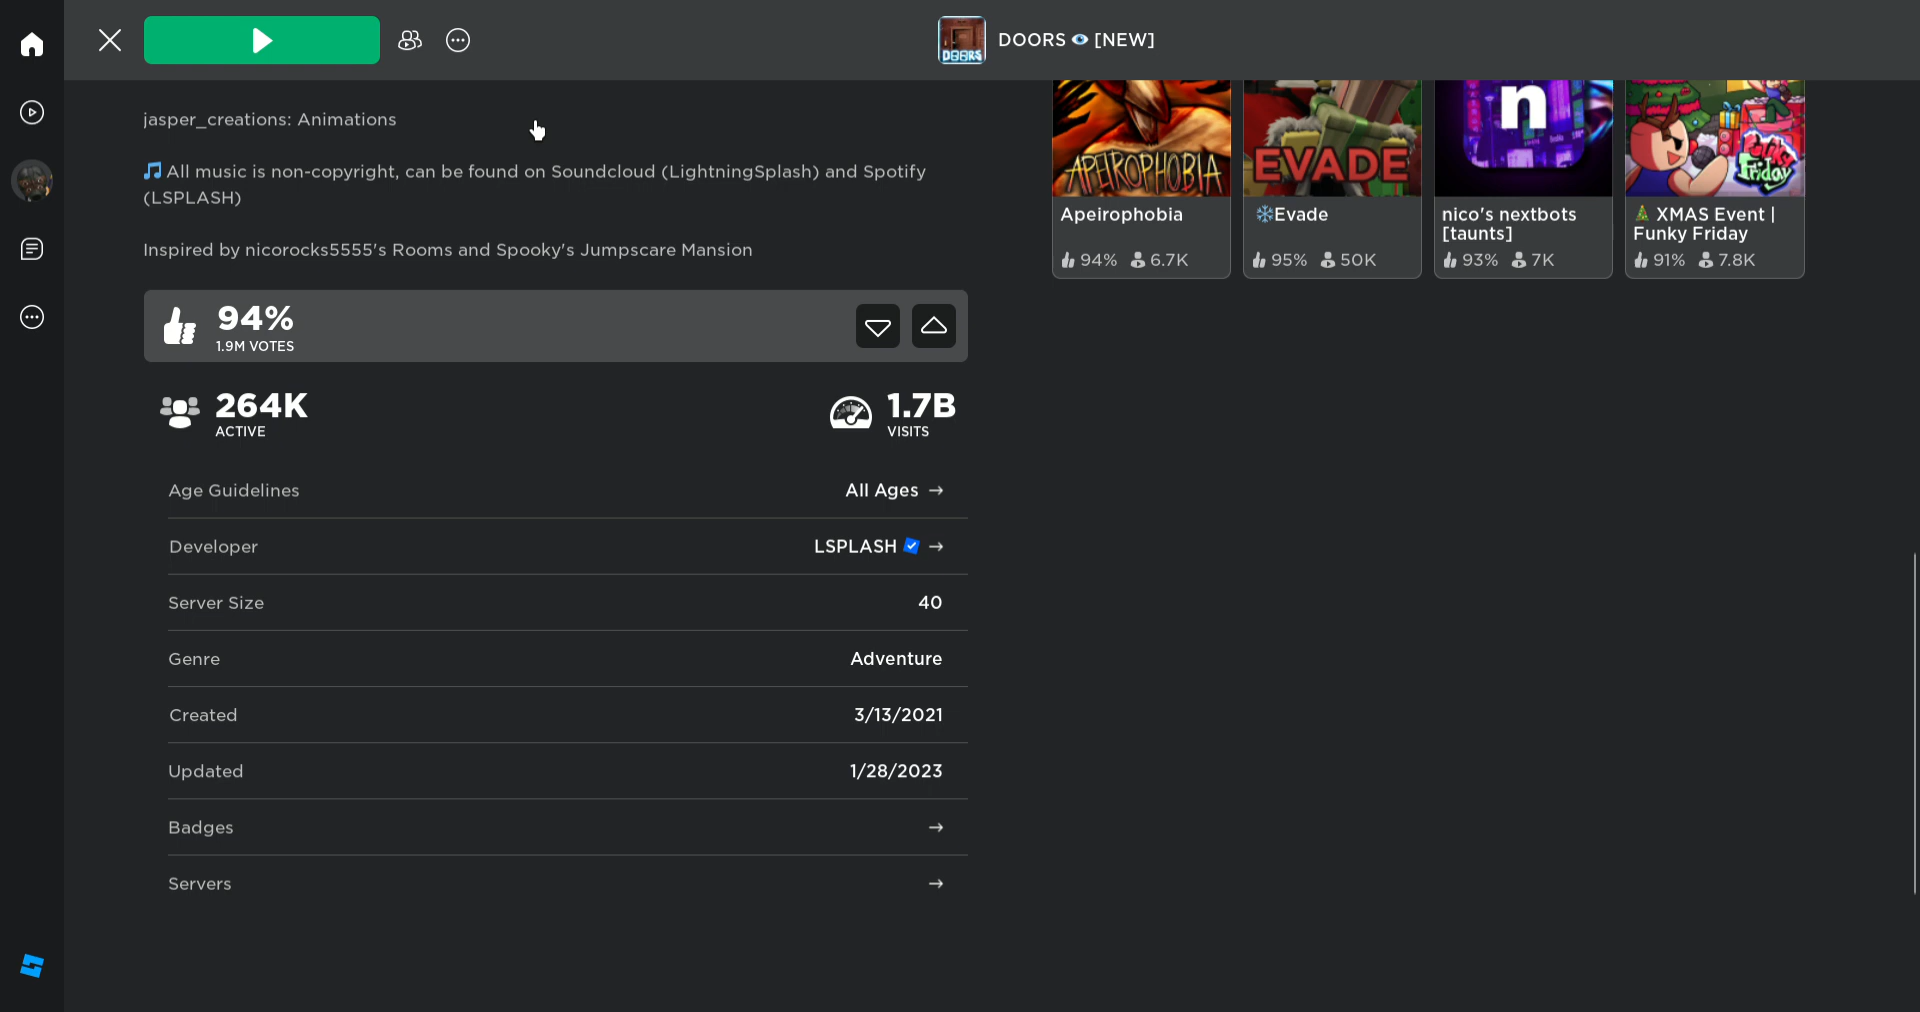 DOORS 👁 [NEW]
DOORS
jasper_creations: Animations
🎵All music is non-copyright, can be found on Soundcloud (LightningSplash) and Spotify
(LSPLASH)
Inspired by nicorocks5555's Rooms and Spooky's Jumpscare Mansion
94%
1.9M VOTES
264K
ACTIVE
1.7B
VISITS
Age Guidelines All Ages →
Developer LSPLASH →
Server Size 40
Genre Adventure
Created 3/13/2021
Updated 1/28/2023
Badges →
Servers →
APEIROPHOBIA
Apeirophobia
94% 6.7K
EVADE
❄Evade
95% 50K
n
nico's nextbots
[taunts]
93% 7K
Funky
Friday
🎄 XMAS Event |
Funky Friday
91% 7.8K